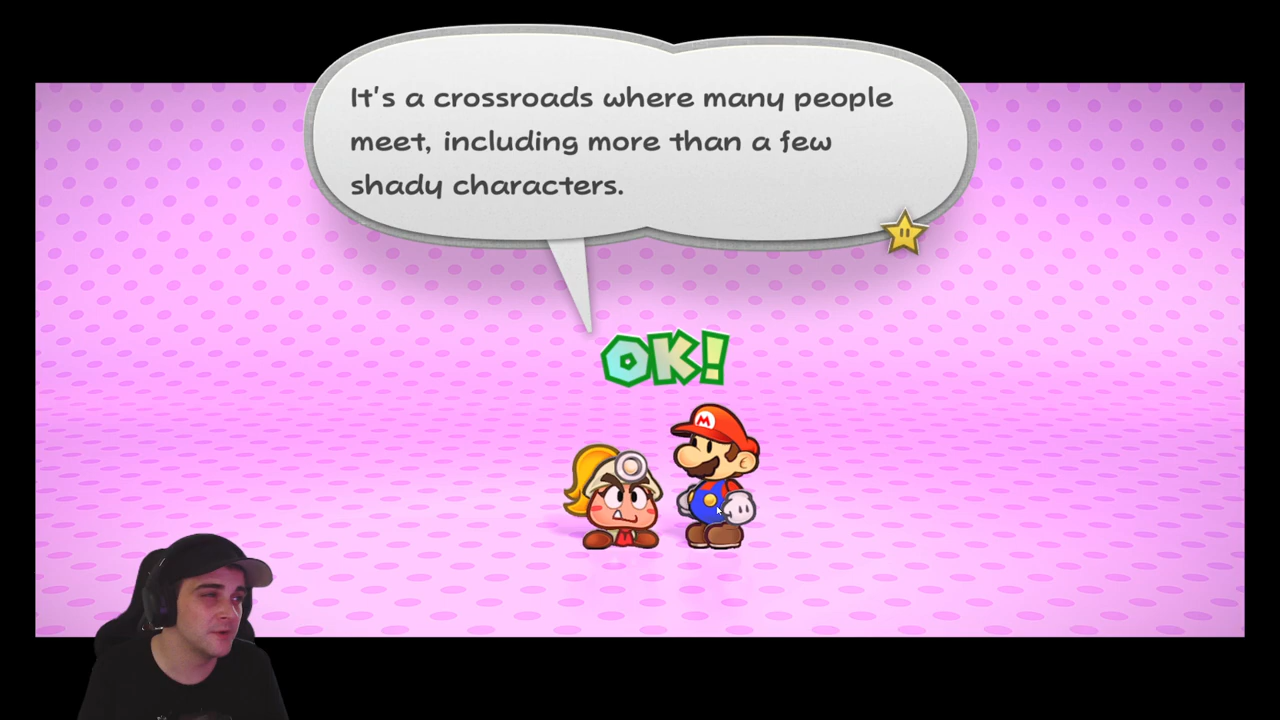 It's a crossroads where many people
meet, including more than a few
shady characters.
OK!
M